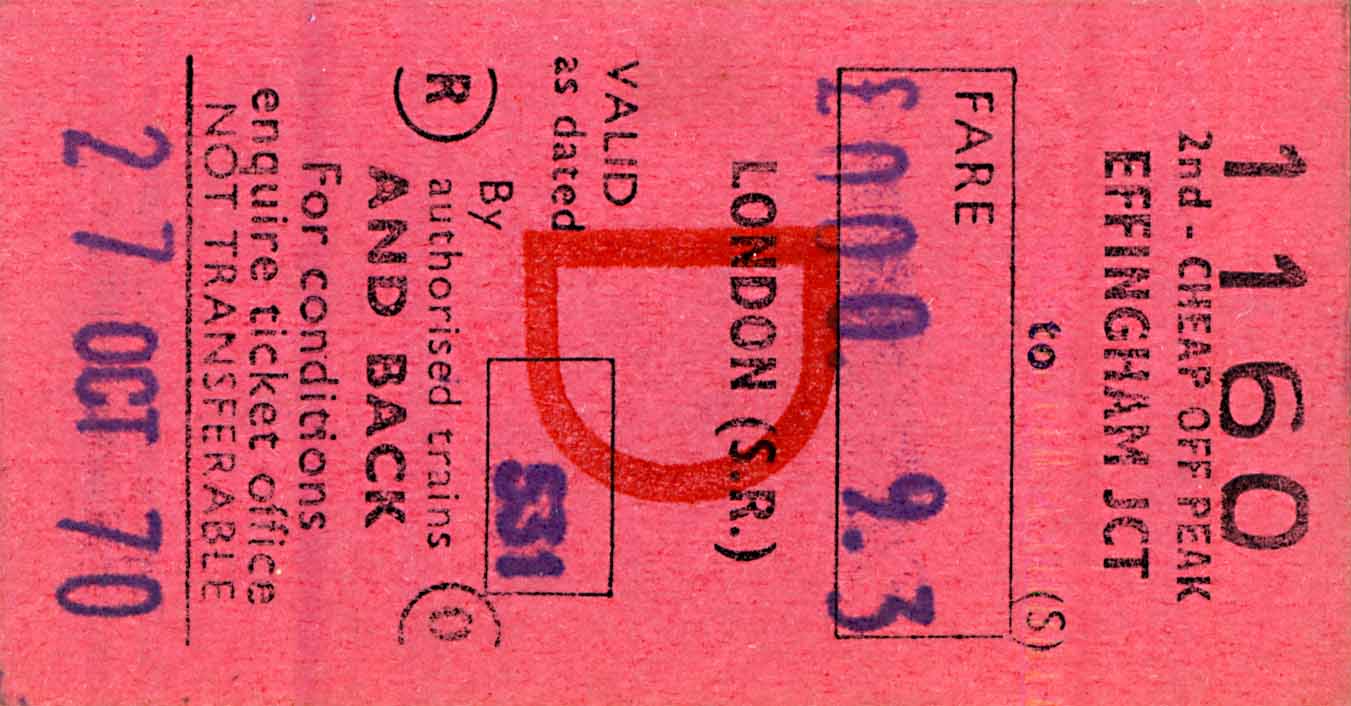 1160
2nd - CHEAP OFF PEAK
EFFINGHAM JCT
to (S)
FARE
£000. 9.3
LONDON (S.R.)
D
VALID
as dated
531
By
(R) authorised trains (O)
AND BACK
For conditions
enquire ticket office
NOT TRANSFERABLE
27 OCT 70